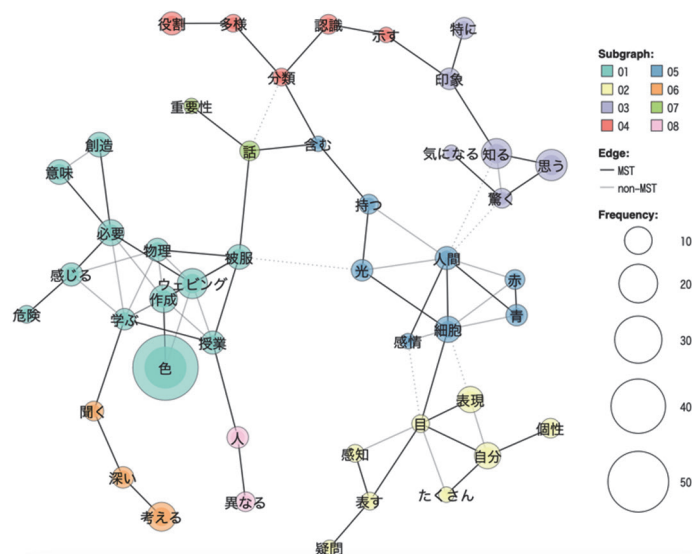 役割
多様
認識
示す
特に
分類
印象
重要性
含む
話
気になる
知る
思う
驚く
創造
意味
必要
物理
被服
持つ
感じる
ウェビング
作成
光
人間
赤
危険
学ぶ
授業
感情
細胞
青
色
聞く
人
目
表現
個性
感知
自分
深い
異なる
表す
たくさん
考える
疑問
Subgraph:
01 05
02 06
03 07
04 08
Edge:
MST
non-MST
Frequency:
10
20
30
40
50